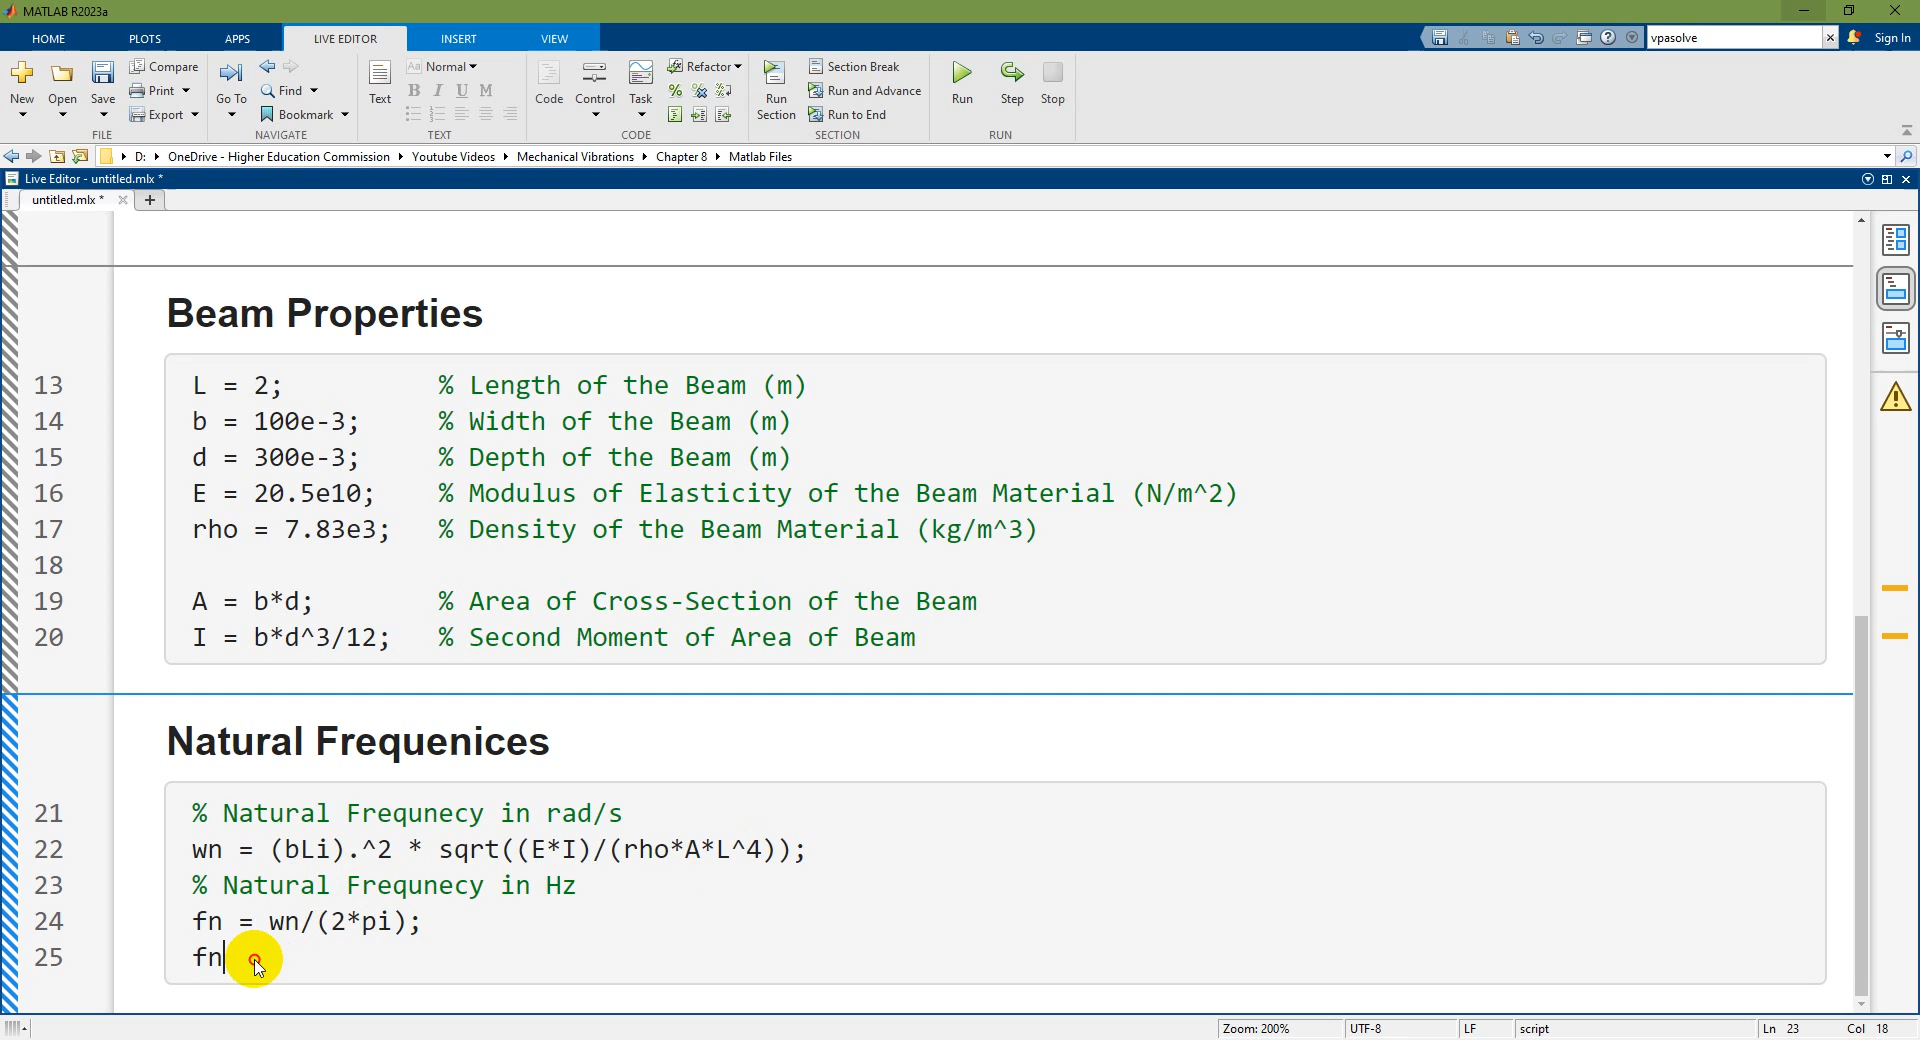 MATLAB R2023a
HOME PLOTS APPS LIVE EDITOR INSERT VIEW
vpasolve
Sign In
New Open Save
Compare
Print
Export
FILE
Go To
Find
Bookmark
NAVIGATE
Text
Aa Normal
B I U M
TEXT
Code Control Task
Refactor
CODE
Run Section
Section Break
Run and Advance
Run to End
SECTION
Run Step Stop
RUN
D: OneDrive - Higher Education Commission Youtube Videos Mechanical Vibrations Chapter 8 Matlab Files
Live Editor - untitled.mlx *
untitled.mlx *
Beam Properties
13 L = 2; % Length of the Beam (m)
14 b = 100e-3; % Width of the Beam (m)
15 d = 300e-3; % Depth of the Beam (m)
16 E = 20.5e10; % Modulus of Elasticity of the Beam Material (N/m^2)
17 rho = 7.83e3; % Density of the Beam Material (kg/m^3)
18
19 A = b*d; % Area of Cross-Section of the Beam
20 I = b*d^3/12; % Second Moment of Area of Beam
Natural Frequenices
21 % Natural Frequnecy in rad/s
22 wn = (bLi).^2 * sqrt((E*I)/(rho*A*L^4));
23 % Natural Frequnecy in Hz
24 fn = wn/(2*pi);
25 fn
Zoom: 200% UTF-8 LF script Ln 23 Col 18